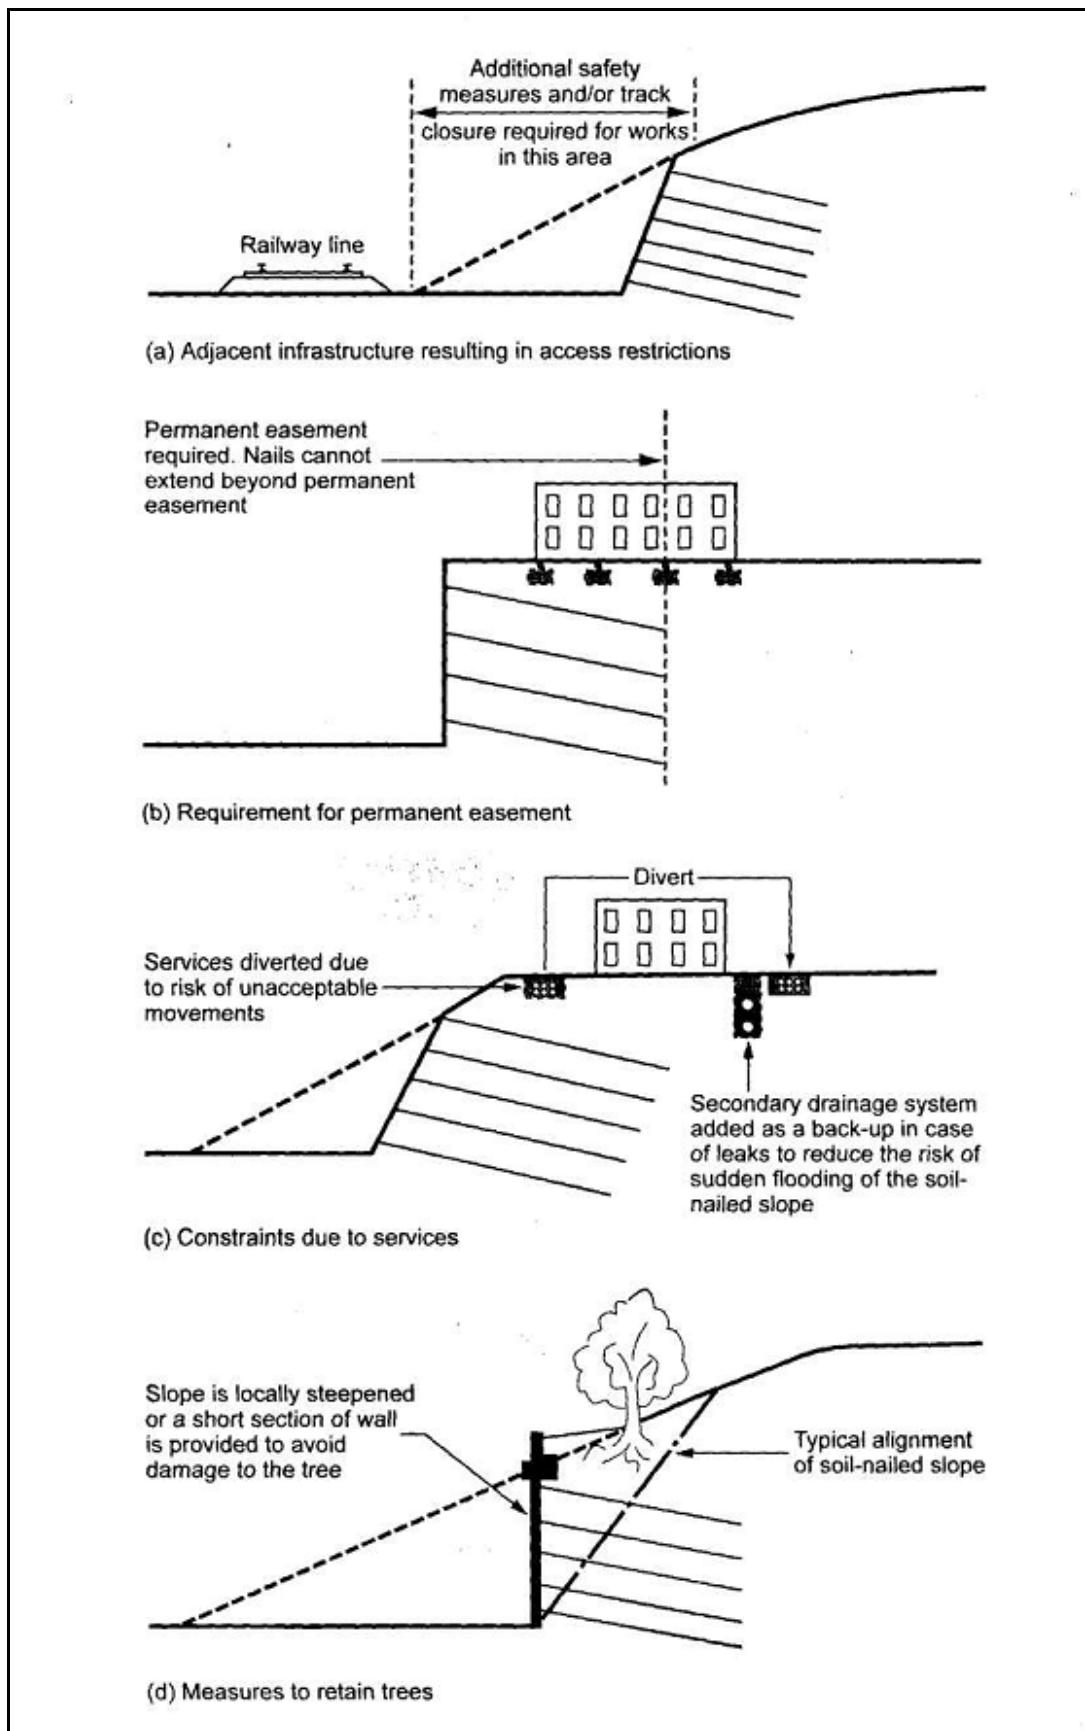 Additional safety
measures and/or track
closure required for works
in this area
Railway line
(a) Adjacent infrastructure resulting in access restrictions
Permanent easement
required. Nails cannot
extend beyond permanent
easement
(b) Requirement for permanent easement
Divert
Services diverted due
to risk of unacceptable
movements
Secondary drainage system
added as a back-up in case
of leaks to reduce the risk of
sudden flooding of the soil-
nailed slope
(c) Constraints due to services
Slope is locally steepened
or a short section of wall
is provided to avoid
damage to the tree
Typical alignment
of soil-nailed slope
(d) Measures to retain trees